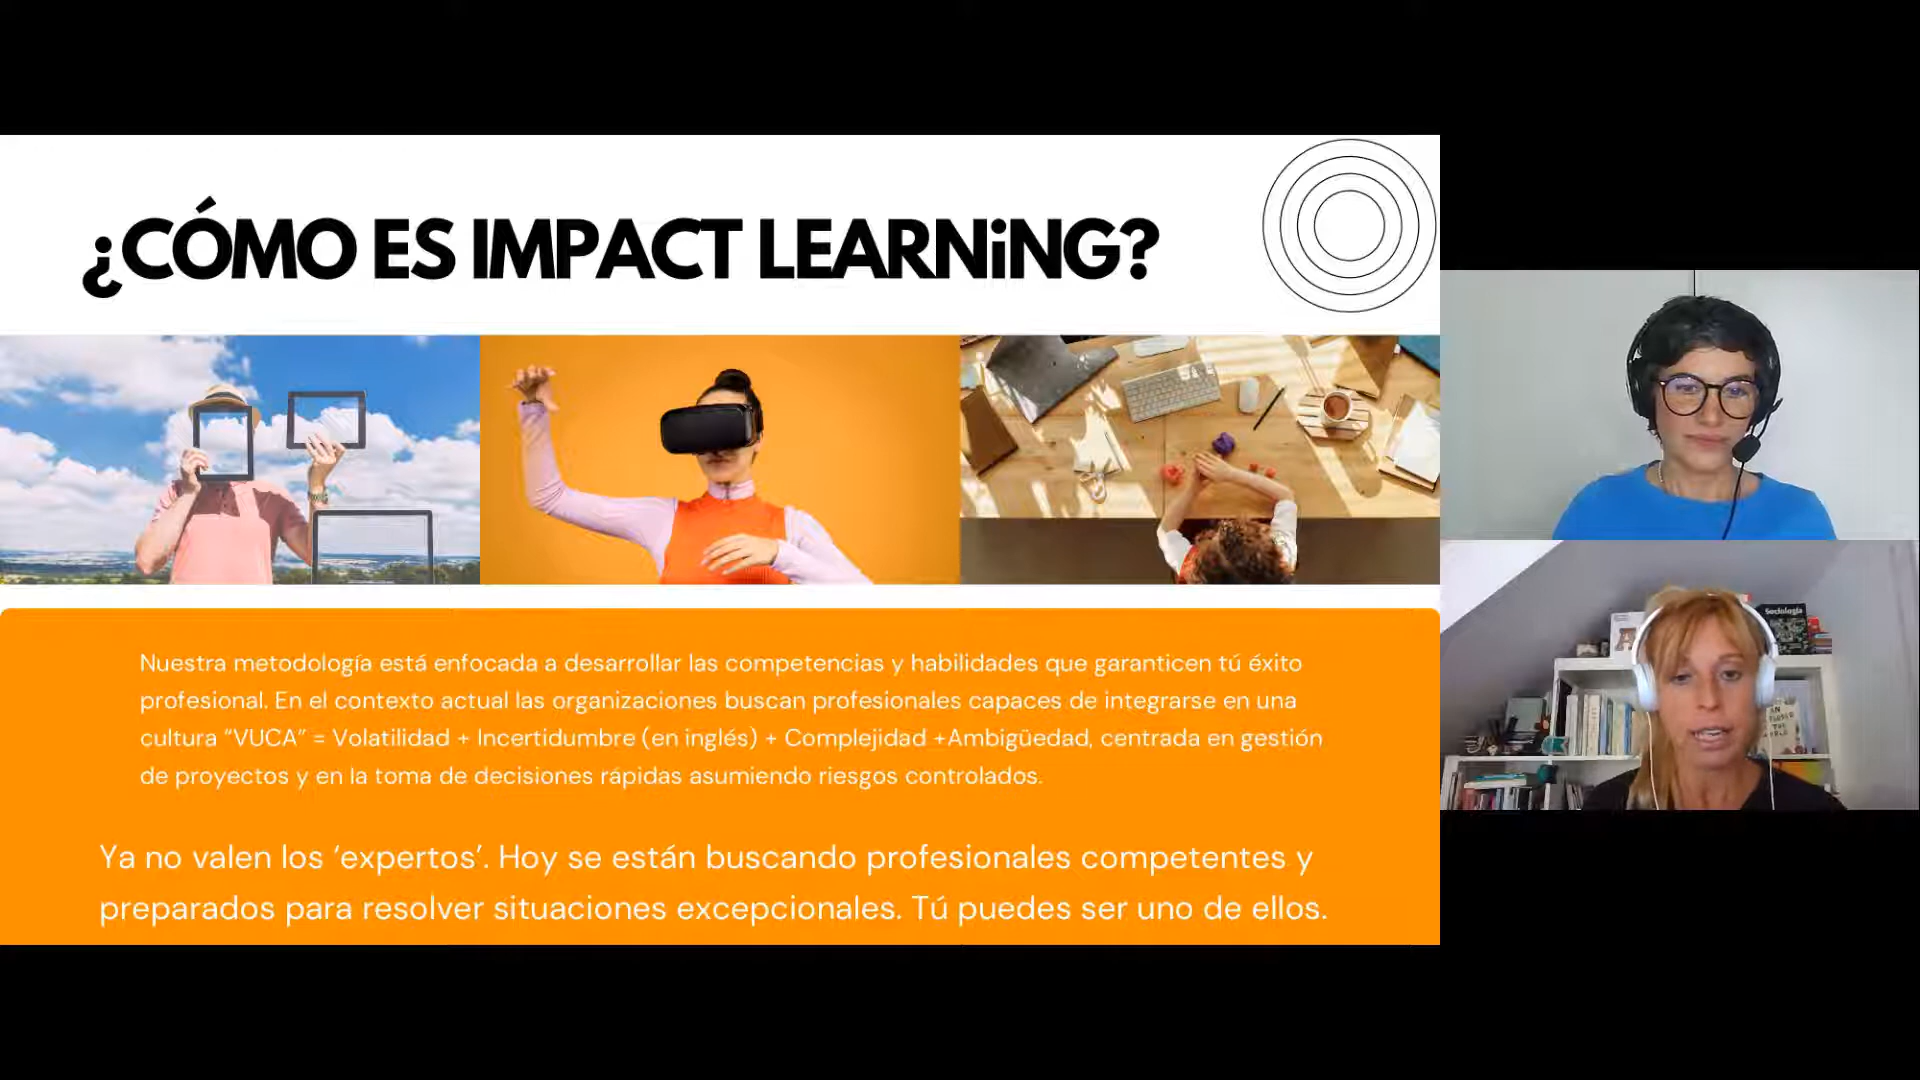 ¿CÓMO ES IMPACT LEARNiNG?
Nuestra metodología está enfocada a desarrollar las competencias y habilidades que garanticen tú éxito
profesional. En el contexto actual las organizaciones buscan profesionales capaces de integrarse en una
cultura “VUCA” = Volatilidad + Incertidumbre (en inglés) + Complejidad +Ambigüedad, centrada en gestión
de proyectos y en la toma de decisiones rápidas asumiendo riesgos controlados.
Ya no valen los ‘expertos’. Hoy se están buscando profesionales competentes y
preparados para resolver situaciones excepcionales. Tú puedes ser uno de ellos.
Sociología